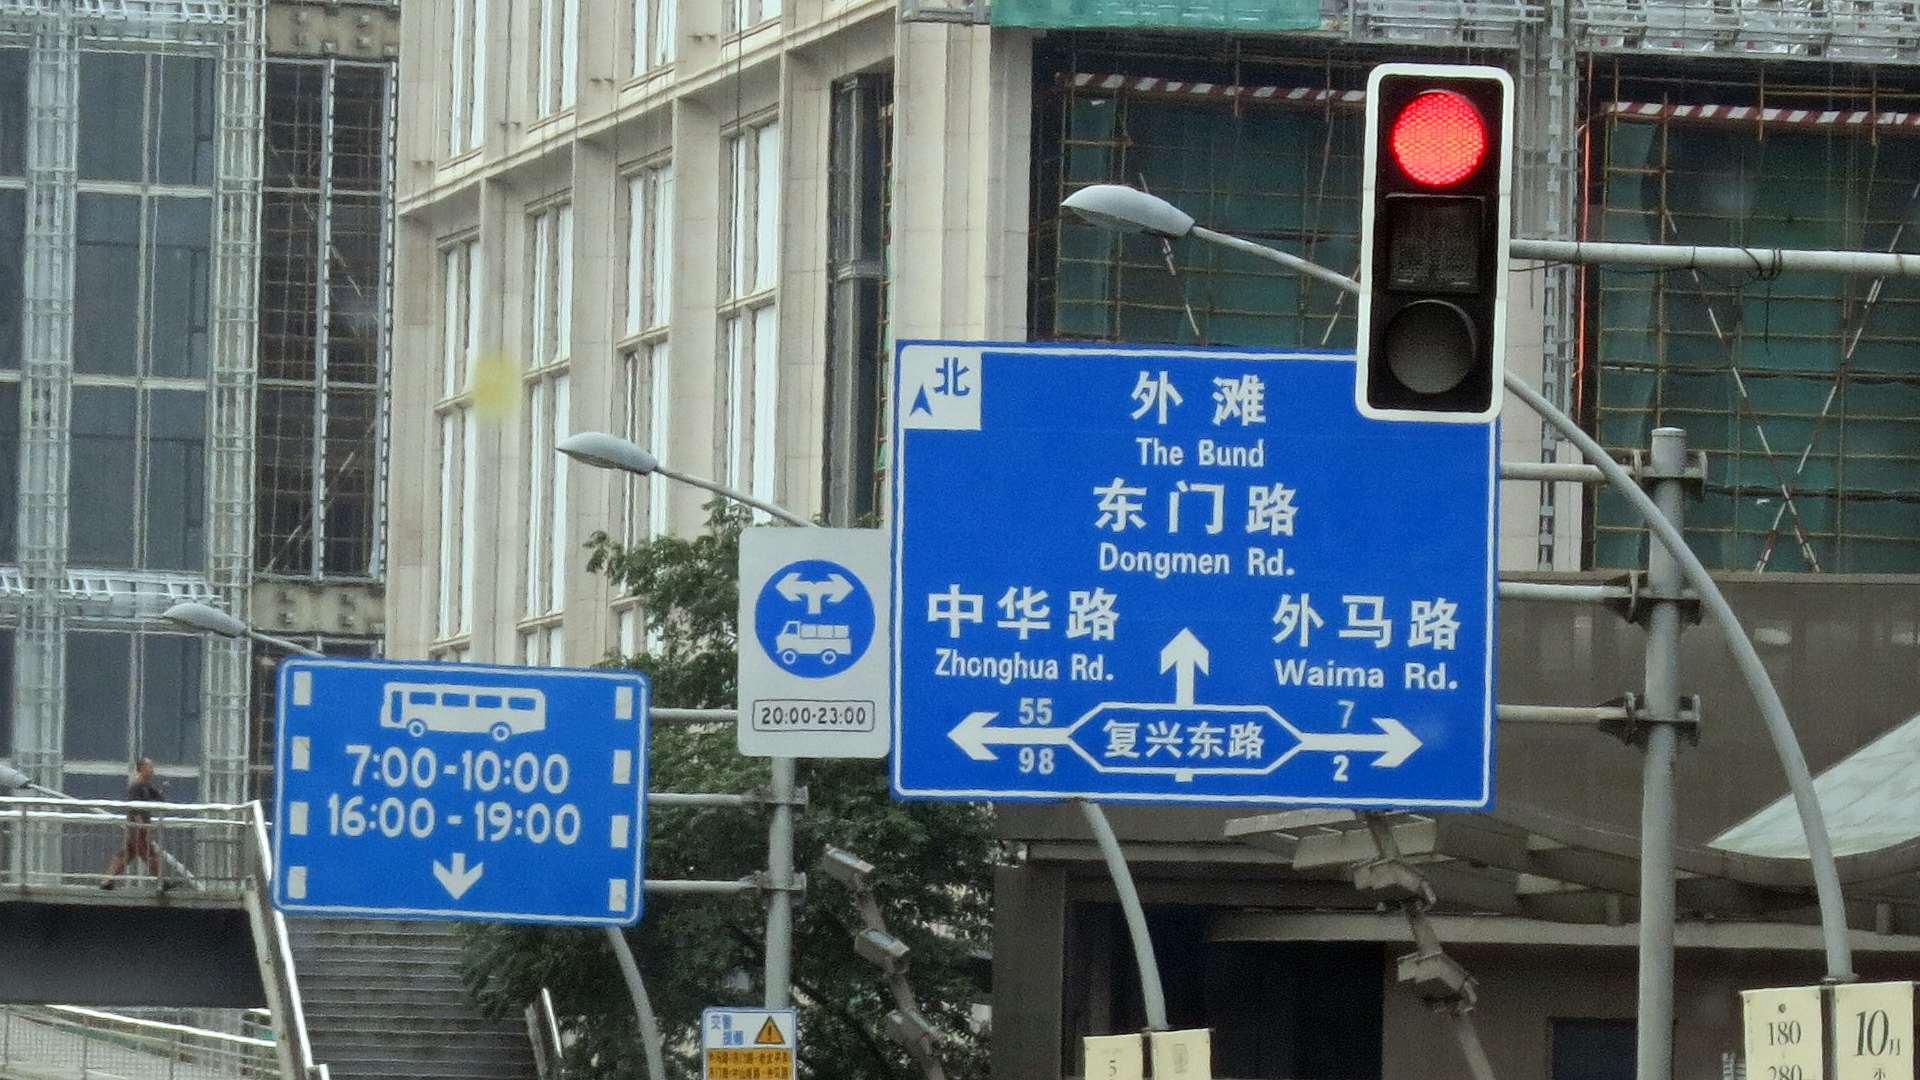 北
外滩
The Bund
东门路
Dongmen Rd.
中华路
Zhonghua Rd.
外马路
Waima Rd.
55
98
复兴东路
7
2
20:00-23:00
7:00-10:00
16:00-19:00
5
180
280
10月